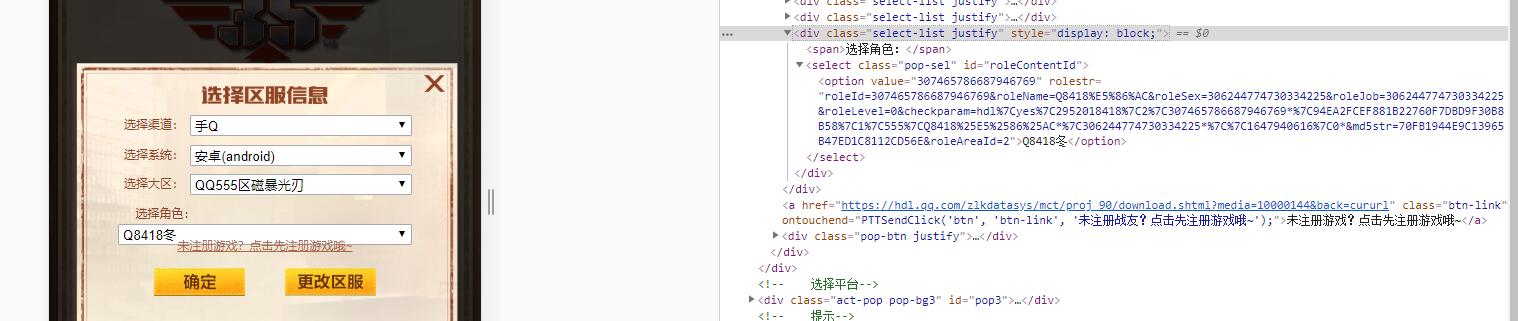 35
选择区服信息
选择渠道：
手Q
选择系统：
安卓(android)
选择大区：
QQ555区磁暴光刃
选择角色：
Q8418冬
未注册游戏？点击先注册游戏哦~
确定
更改区服
<div class="select-list justify">…</div>
<div class="select-list justify">…</div>
<div class="select-list justify" style="display: block;"> == $0
<span>选择角色：</span>
<select class="pop-sel" id="roleContentId">
<option value="307465786687946769" rolestr=
"roleId=307465786687946769&roleName=Q8418%E5%86%AC&roleSex=306244774730334225&roleJob=306244774730334225
&roleLevel=0&checkparam=hdl%7Cyes%7C2952018418%7C2%7C307465786687946769*%7C94EA2FCEF881B22760F7DBD9F30B8
B58%7C1%7C555%7CQ8418%25E5%2586%25AC*%7C306244774730334225*%7C%7C1647940616%7C0*&md5str=70FB1944E9C13965
B47ED1C8112CD56E&roleAreaId=2">Q8418冬</option>
</select>
</div>
</div>
<a href="https://hdl.qq.com/zlkdatasys/mct/proj_90/download.shtml?media=10000144&back=cururl" class="btn-link"
ontouchend="PTTSendClick('btn', 'btn-link', '未注册战友？点击先注册游戏哦~');">未注册游戏？点击先注册游戏哦~</a>
<div class="pop-btn justify">…</div>
</div>
</div>
<!-- 选择平台-->
<div class="act-pop pop-bg3" id="pop3">…</div>
<!-- 提示-->